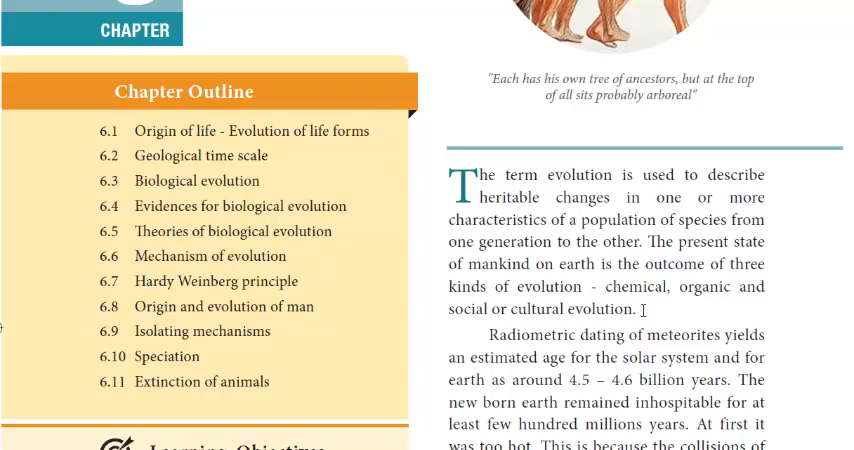 CHAPTER
Chapter Outline
6.1 Origin of life - Evolution of life forms
6.2 Geological time scale
6.3 Biological evolution
6.4 Evidences for biological evolution
6.5 Theories of biological evolution
6.6 Mechanism of evolution
6.7 Hardy Weinberg principle
6.8 Origin and evolution of man
6.9 Isolating mechanisms
6.10 Speciation
6.11 Extinction of animals
Learning Objectives
"Each has his own tree of ancestors, but at the top
of all sits probably arboreal"
The term evolution is used to describe
heritable changes in one or more
characteristics of a population of species from
one generation to the other. The present state
of mankind on earth is the outcome of three
kinds of evolution - chemical, organic and
social or cultural evolution.
Radiometric dating of meteorites yields
an estimated age for the solar system and for
earth as around 4.5 – 4.6 billion years. The
new born earth remained inhospitable for at
least few hundred millions years. At first it
was too hot. This is because the collisions of